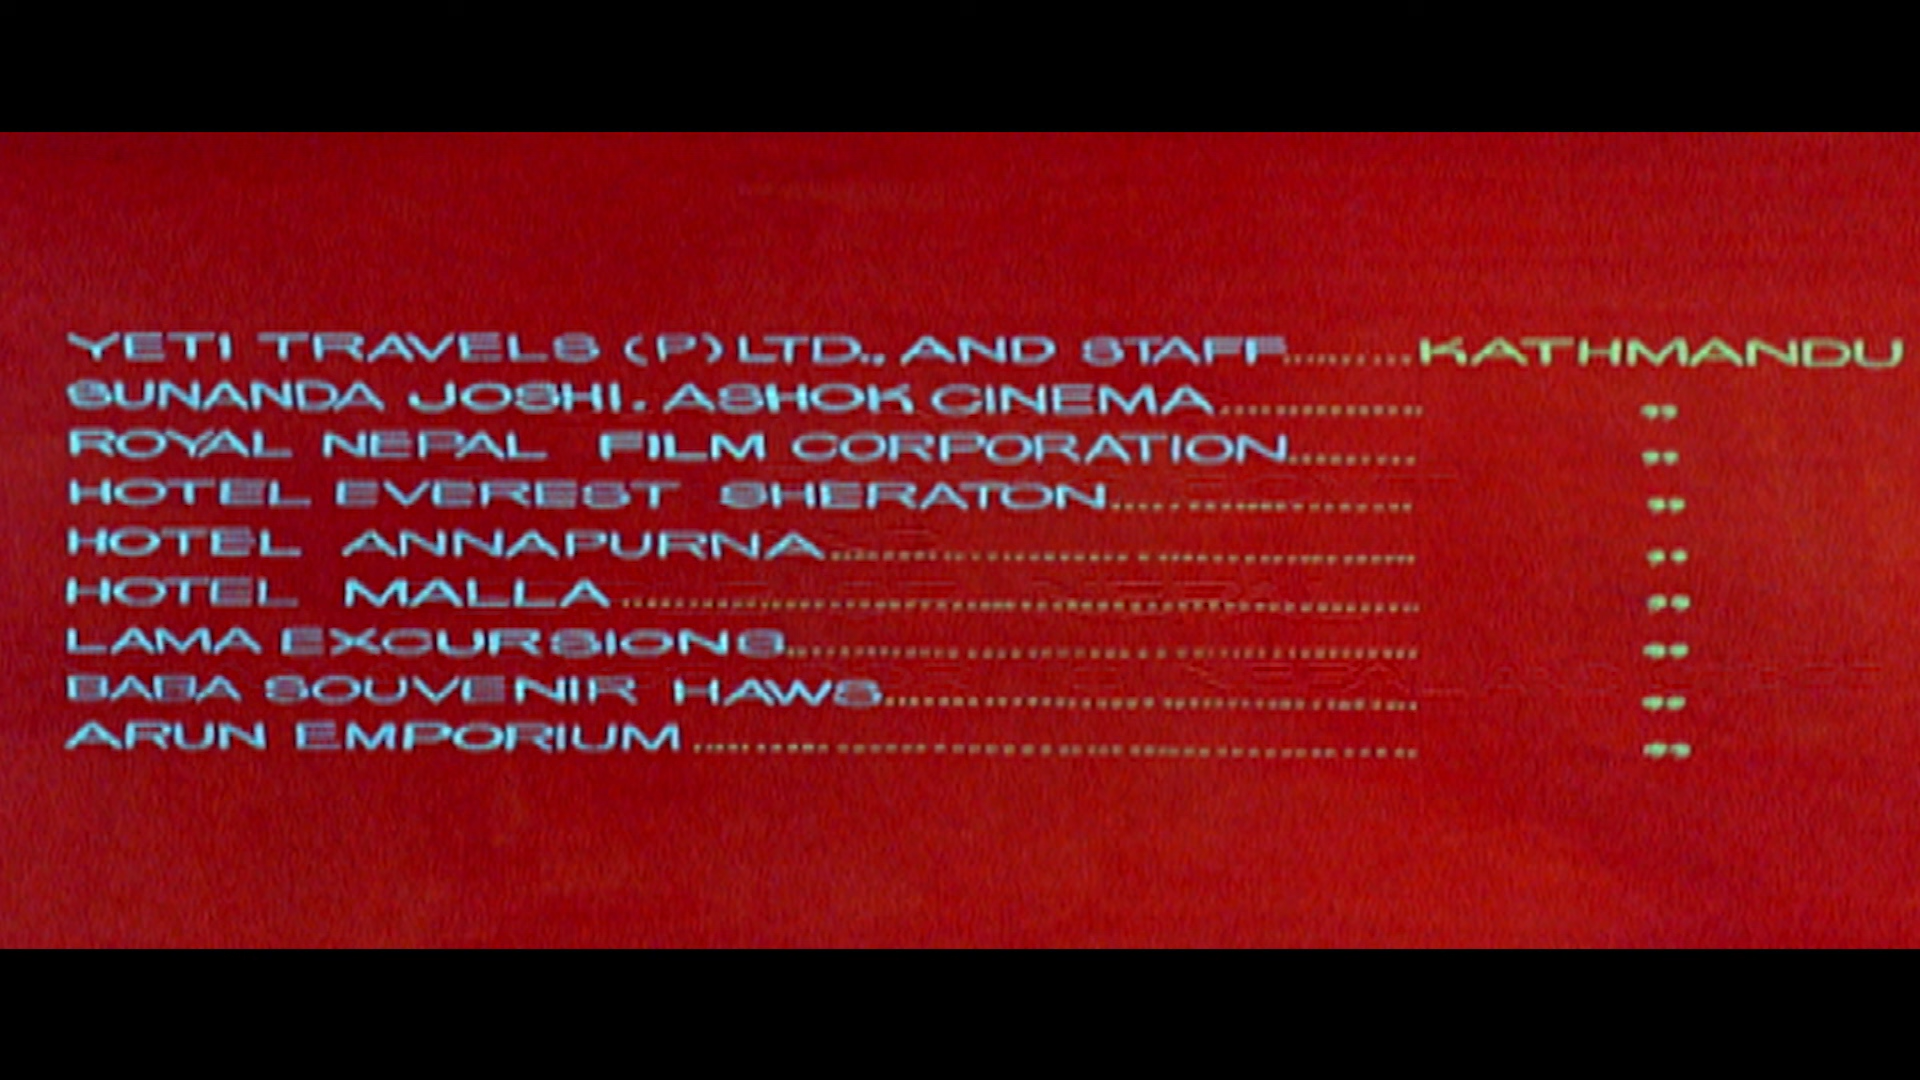 YETI TRAVELS (P) LTD., AND STAFF.......KATHMANDU
SUNANDA JOSHI. ASHOK CINEMA.................... ”
ROYAL NEPAL FILM CORPORATION............ ”
HOTEL EVEREST SHERATON........................ ”
HOTEL ANNAPURNA................................ ”
HOTEL MALLA........................................ ”
LAMA EXCURSIONS................................ ”
BABA SOUVENIR HAWS............................ ”
ARUN EMPORIUM.................................... ”